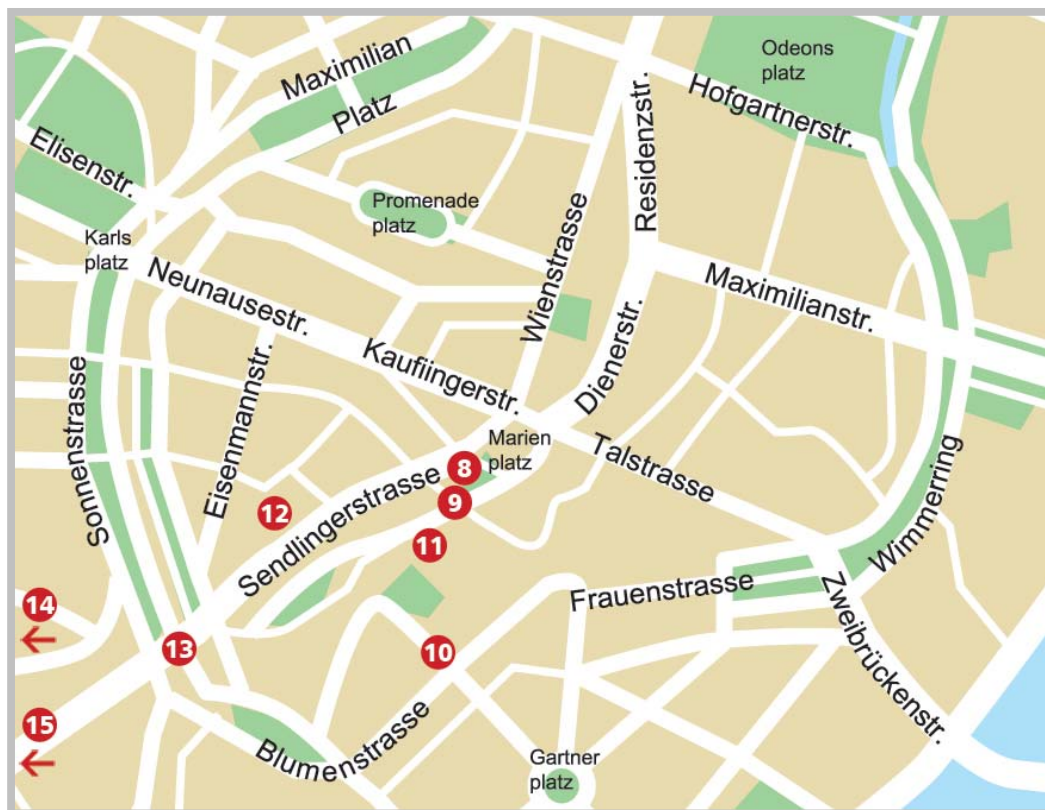 Maximilian
Platz
Odeons
platz
Hofgartnerstr.
Elisenstr.
Residenzstr.
Promenade
platz
Karls
platz
Wienstrasse
Neunausestr.
Maximilianstr.
Kaufiingerstr.
Dienerstr.
Eisenmannstr.
Sonnenstrasse
Marien
platz
Talstrasse
8
9
Sendlingerstrasse
12
11
Wimmerring
Frauenstrasse
14
13
10
Zweibrückenstr.
15
Blumenstrasse
Gartner
platz